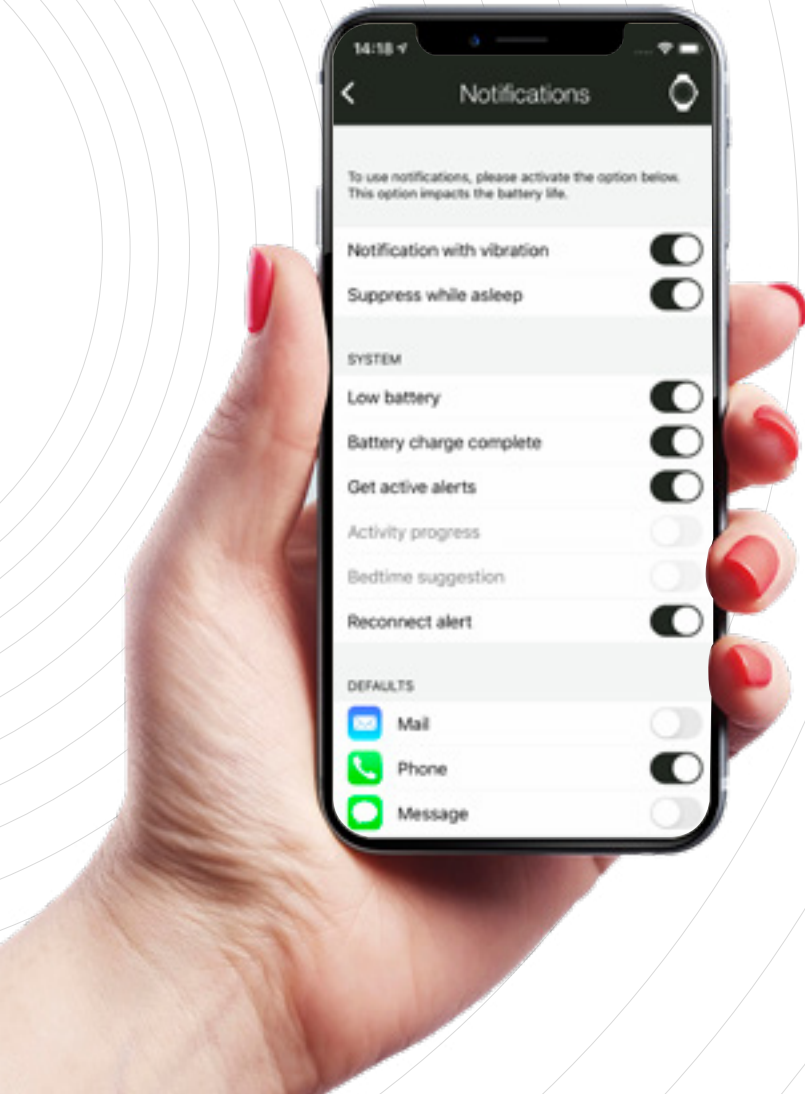 14:18
Notifications
To use notifications, please activate the option below.
This option impacts the battery life.
Notification with vibration
Suppress while asleep
SYSTEM
Low battery
Battery charge complete
Get active alerts
Activity progress
Bedtime suggestion
Reconnect alert
DEFAULTS
Mail
Phone
Message